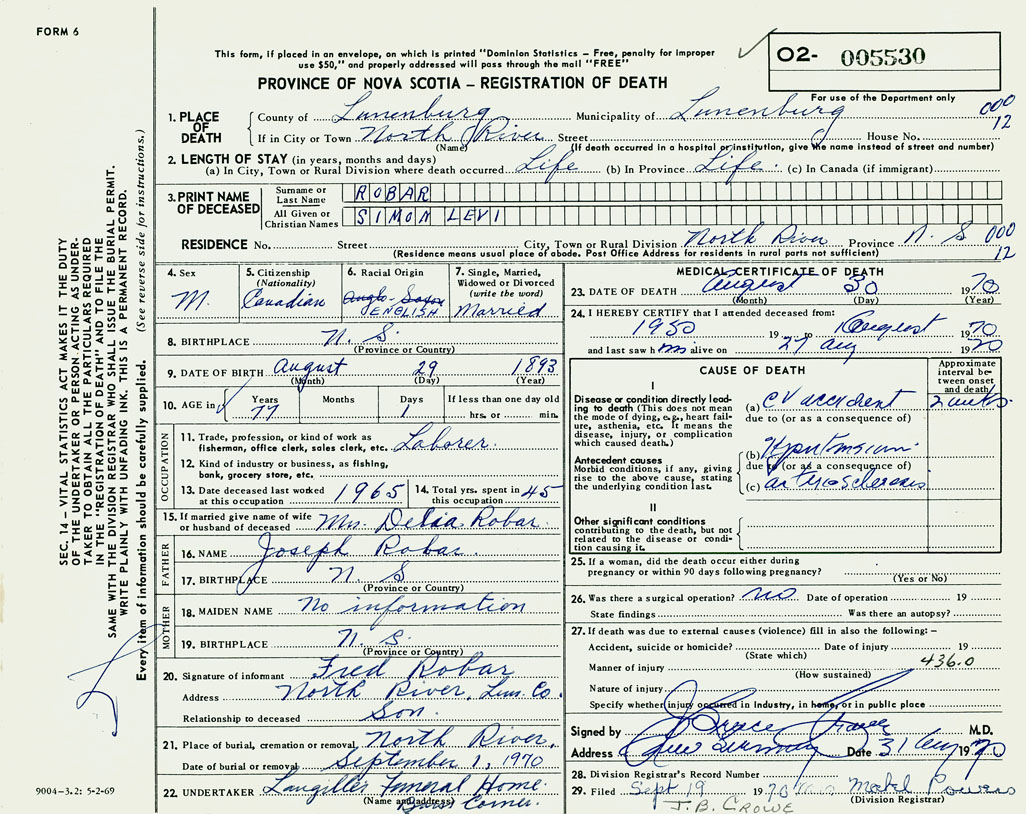 FORM 6
This form, if placed in an envelope, on which is printed "Dominion Statistics – Free, penalty for improper
use $50," and properly addressed will pass through the mail "FREE"
PROVINCE OF NOVA SCOTIA – REGISTRATION OF DEATH
02- 005530
For use of the Department only
000
12
1. PLACE OF DEATH
County of Lunenburg Municipality of Lunenburg
If in City or Town North River Street House No.
(Name) (If death occurred in a hospital or institution, give the name instead of street and number)
2. LENGTH OF STAY (in years, months and days)
(a) In City, Town or Rural Division where death occurred Life (b) In Province Life. (c) In Canada (if immigrant)
3. PRINT NAME OF DECEASED
Surname or Last Name ROBAR
All Given or Christian Names SIMON LEVI
RESIDENCE No. Street City, Town or Rural Division North River Province N. S 000
12
(Residence means usual place of abode. Post Office Address for residents in rural parts not sufficient)
4. Sex
M.
5. Citizenship
(Nationality)
Canadian
6. Racial Origin
Anglo-Saxon
ENGLISH
7. Single, Married,
Widowed or Divorced
(write the word)
Married
8. BIRTHPLACE N. S.
(Province or Country)
9. DATE OF BIRTH August 29 1893
(Month) (Day) (Year)
10. AGE in
Years
77
Months
Days
1
If less than one day old
hrs. or min.
OCCUPATION
11. Trade, profession, or kind of work as
fisherman, office clerk, sales clerk, etc. Laborer.
12. Kind of industry or business, as fishing,
bank, grocery store, etc.
13. Date deceased last worked
at this occupation 1965
14. Total yrs. spent in
this occupation 45
15. If married give name of wife
or husband of deceased Mrs. Delia Robar.
FATHER
16. NAME Joseph Robar.
17. BIRTHPLACE N. S
(Province or Country)
MOTHER
18. MAIDEN NAME No information
19. BIRTHPLACE N. S.
(Province or Country)
20. Signature of informant Fred Robar
Address North River, Lun. Co.
Relationship to deceased Son.
21. Place of burial, cremation or removal North River.
Date of burial or removal September 1, 1970
22. UNDERTAKER Langilles Funeral Home.
(Name and address) Corner.
MEDICAL CERTIFICATE OF DEATH
23. DATE OF DEATH August 30 1970
(Month) (Day) (Year)
24. I HEREBY CERTIFY that I attended deceased from:
1950 19 to August 1970
and last saw h im alive on 27 Aug 1970
CAUSE OF DEATH
Approximate
interval be-
tween onset
and death
I
Disease or condition directly lead-
ing to death (This does not mean
the mode of dying, e.g., heart fail-
ure, asthenia, etc. It means the
disease, injury, or complication
which caused death.)
(a) CV accident 2 weeks
due to (or as a consequence of)
Antecedent causes
Morbid conditions, if any, giving
rise to the above cause, stating
the underlying condition last.
(b) Hypertension
due to (or as a consequence of)
(c) arteriosclerosis
II
Other significant conditions
contributing to the death, but not
related to the disease or condi-
tion causing it.
25. If a woman, did the death occur either during
pregnancy or within 90 days following pregnancy?
(Yes or No)
26. Was there a surgical operation? no Date of operation 19
State findings Was there an autopsy?
27. If death was due to external causes (violence) fill in also the following: –
Accident, suicide or homicide? Date of injury 19
(State which)
436.0
Manner of injury
(How sustained)
Nature of injury
Specify whether injury occurred in Industry, in home, or in public place
Signed by M.D.
Address Date 31 Aug 1970
28. Division Registrar's Record Number
29. Filed Sept 19 1970 Mrs Mabel Powers
(Division Registrar)
J.B. CROWE
SEC. 14 – VITAL STATISTICS ACT MAKES IT THE DUTY
OF THE UNDERTAKER OR PERSON ACTING AS UNDER-
TAKER TO OBTAIN ALL THE PARTICULARS REQUIRED
IN THE "REGISTRATION OF DEATH" AND TO FILE THE
SAME WITH THE DIVISION REGISTRAR WHO SHALL ISSUE THE BURIAL PERMIT.
WRITE PLAINLY WITH UNFADING INK. THIS IS A PERMANENT RECORD.
Every item of information should be carefully supplied. (See reverse side for instructions.)
9004–3.2: 5-2-69